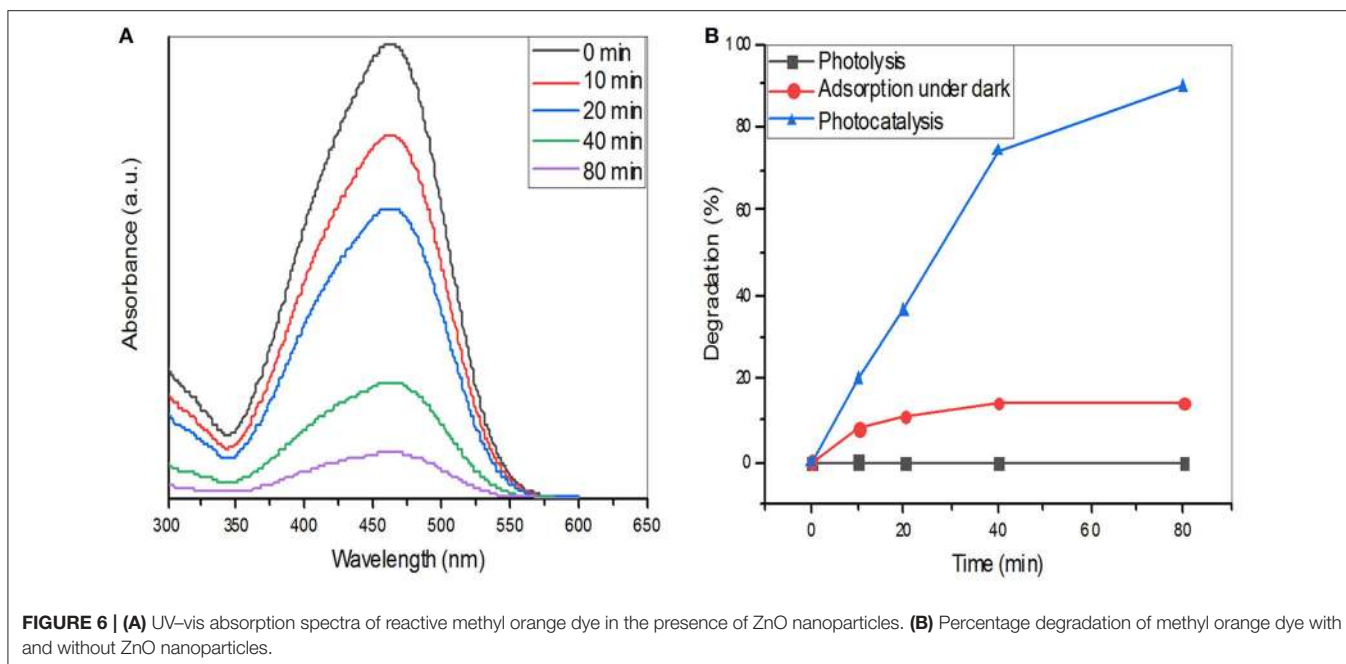 A
0 min
10 min
20 min
40 min
80 min
Absorbance (a. u.)
300 350 400 450 500 550 600 650
Wavelength (nm)
B
100
80
60
40
20
0
Photolysis
Adsorption under dark
Photocatalysis
Degradation (%)
0 20 40 60 80
Time (min)
FIGURE 6 | (A) UV–vis absorption spectra of reactive methyl orange dye in the presence of ZnO nanoparticles. (B) Percentage degradation of methyl orange dye with
and without ZnO nanoparticles.